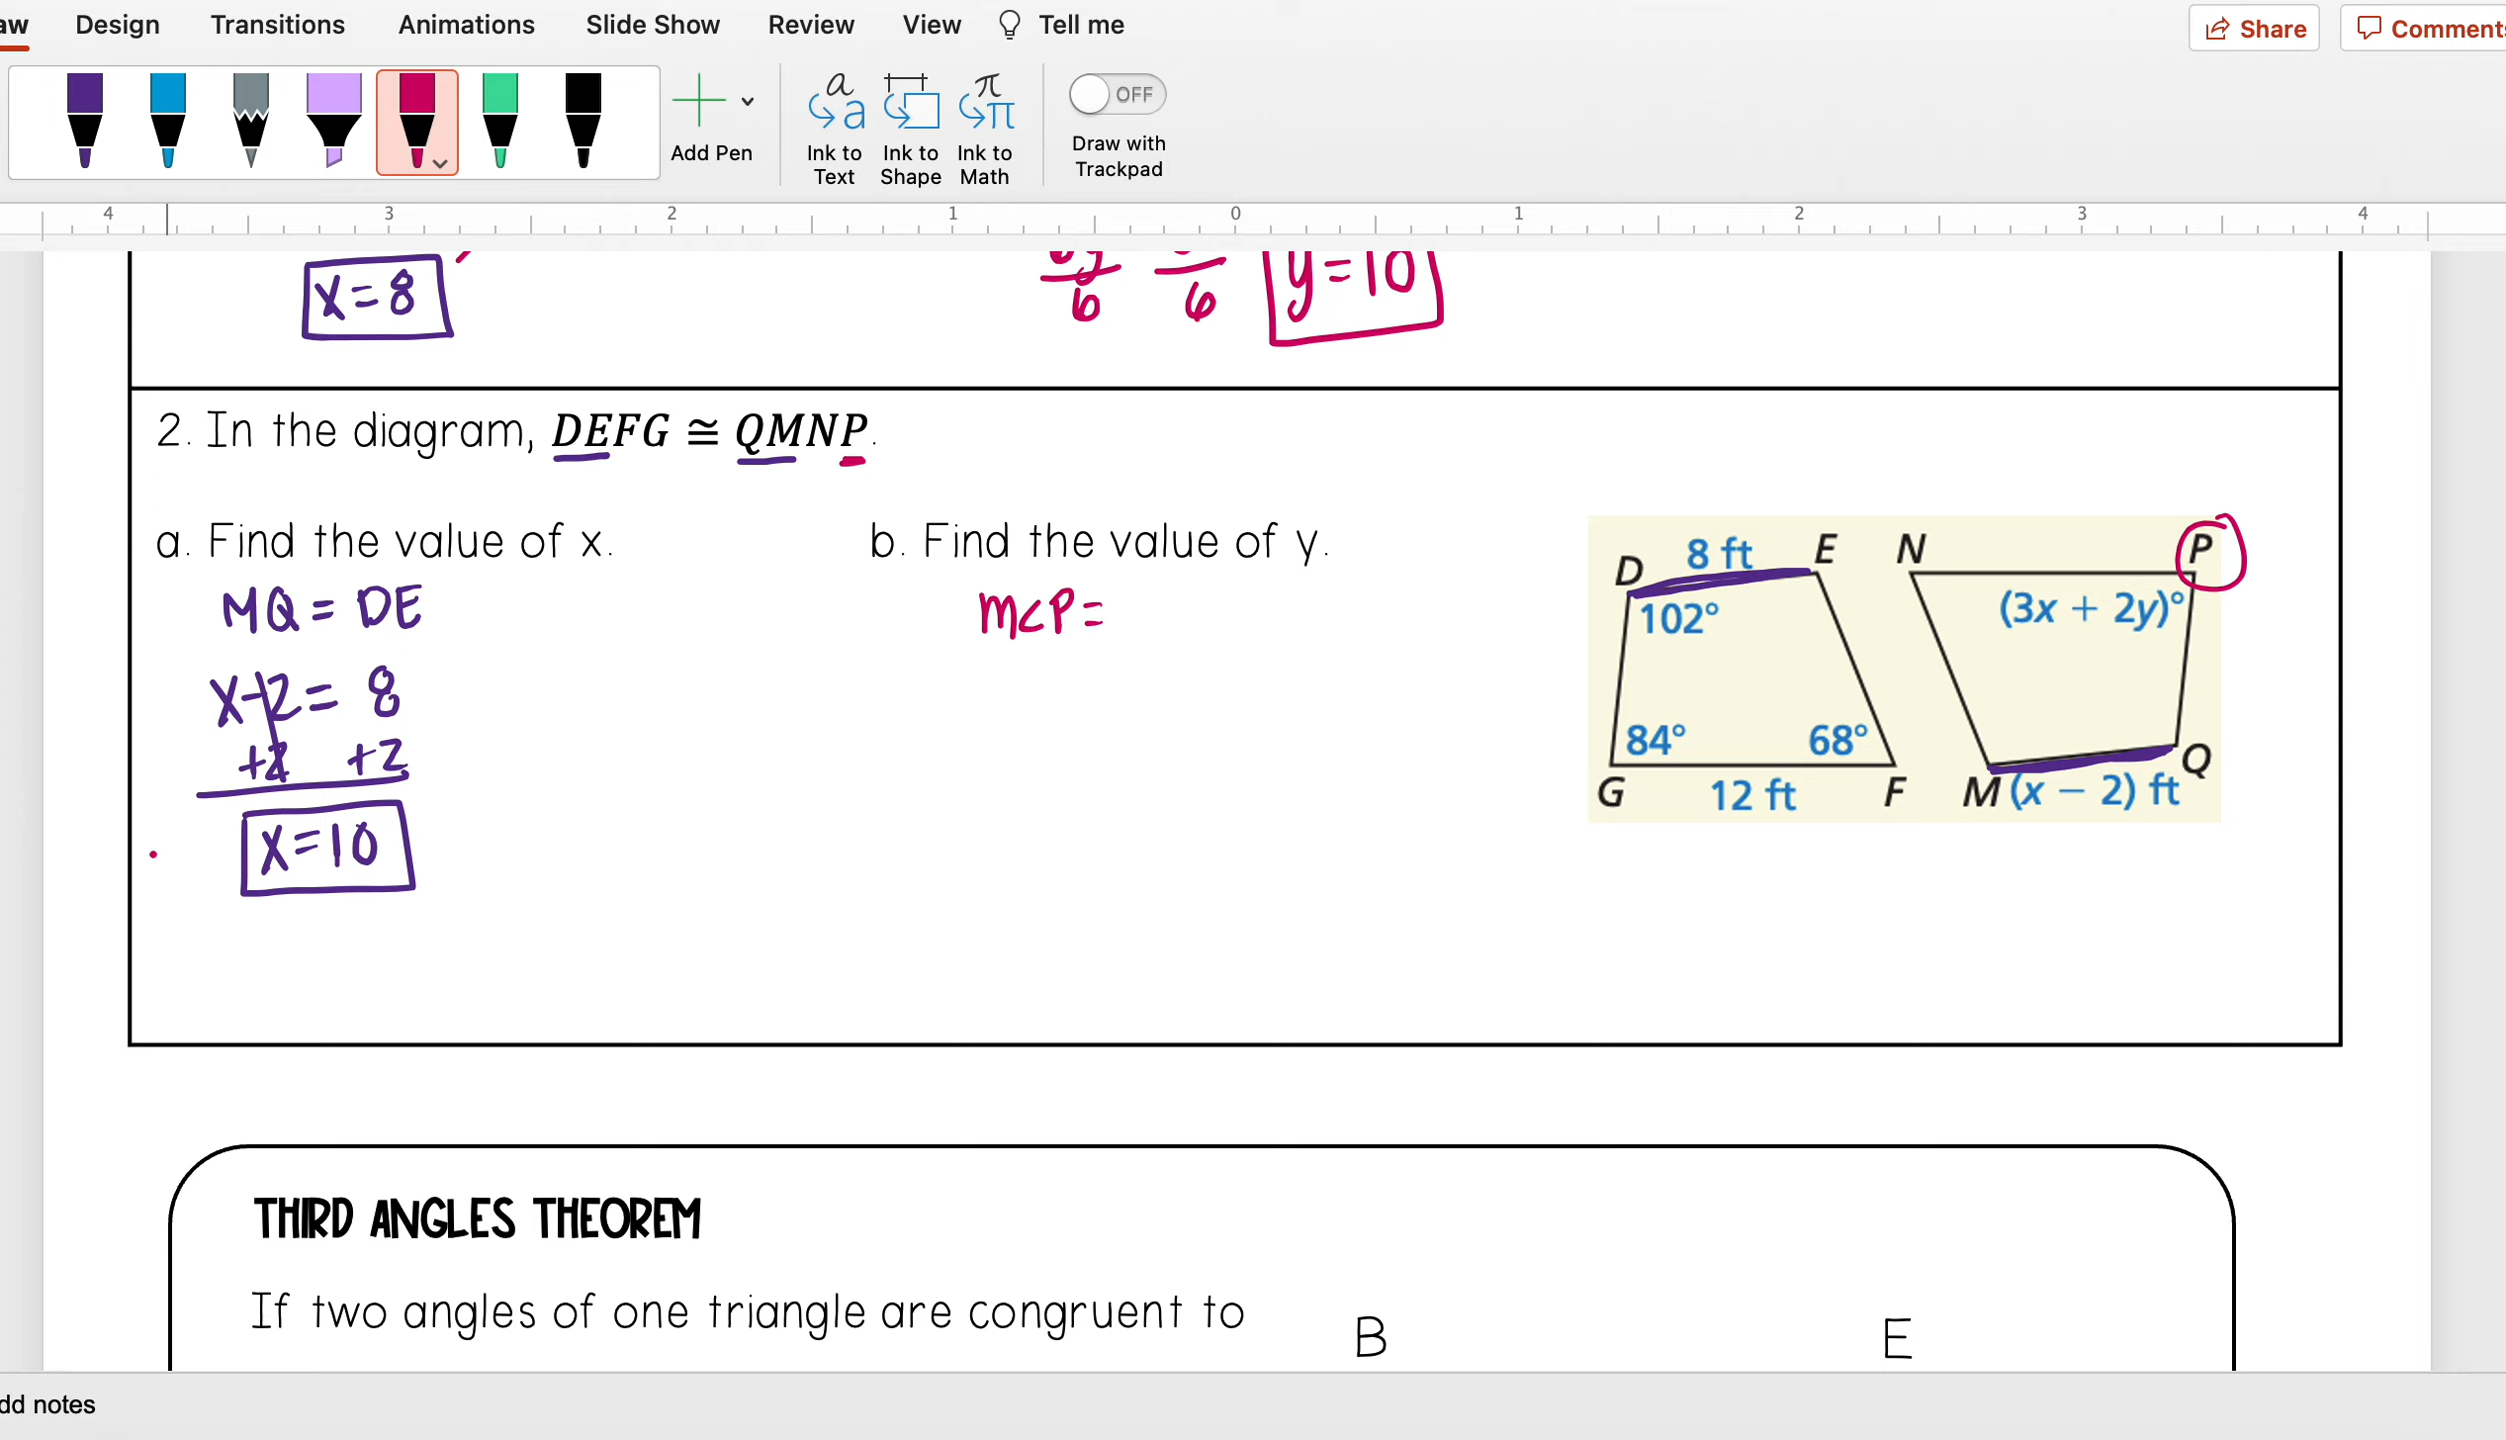 Design Transitions Animations Slide Show Review View Tell me Share
Add Pen
Ink to Text
Ink to Shape
Ink to Math
OFF
Draw with Trackpad
4 3 2 1 0 1 2 3 4
x=8
6 6 y=10
2. In the diagram, DEFG ≅ QMNP.
a. Find the value of x. b. Find the value of y.
MQ = DE
m<P=
x-2= 8
+2 +2
x=10
D 8 ft E N P
102° (3x + 2y)°
84° 68°
G 12 ft F M (x − 2) ft Q
THIRD ANGLES THEOREM
If two angles of one triangle are congruent to
B E
notes